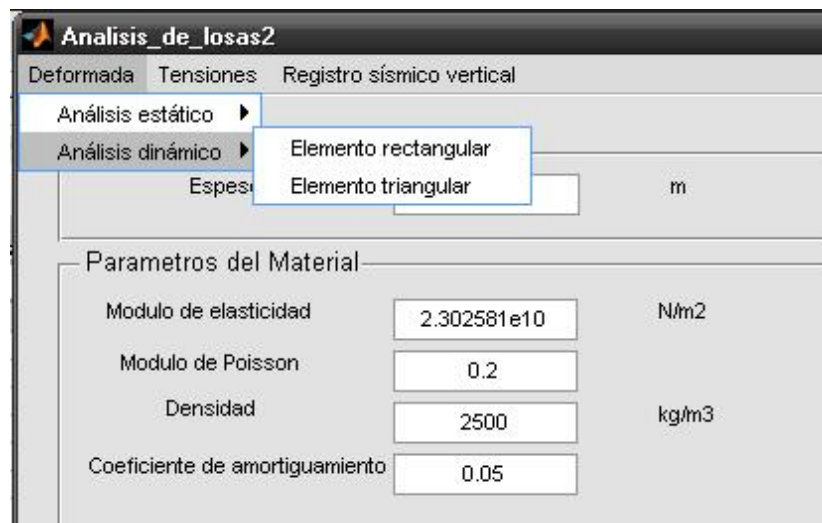 Analisis_de_losas2
Deformada Tensiones Registro sísmico vertical
Análisis estático
Análisis dinámico
Elemento rectangular
Elemento triangular
m
Parametros del Material
Modulo de elasticidad 2.302581e10 N/m2
Modulo de Poisson 0.2
Densidad 2500 kg/m3
Coeficiente de amortiguamiento 0.05